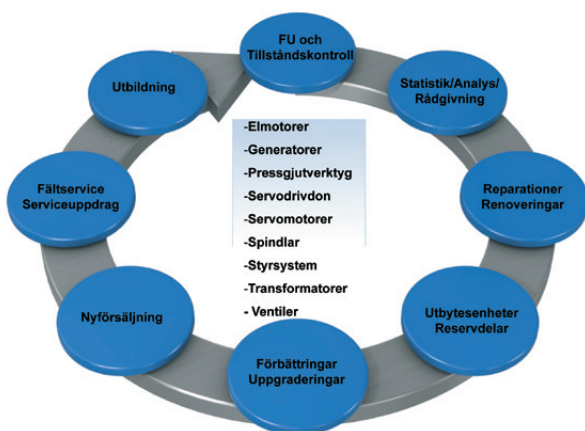 FU och
Tillståndskontroll
Statistik/Analys/
Rådgivning
Reparationer
Renoveringar
Utbytesenheter
Reservdelar
Förbättringar
Uppgraderingar
Nyförsäljning
Fältservice
Serviceuppdrag
Utbildning
-Elmotorer
-Generatorer
-Pressgjutverktyg
-Servodrivdon
-Servomotorer
-Spindlar
-Styrsystem
-Transformatorer
- Ventiler